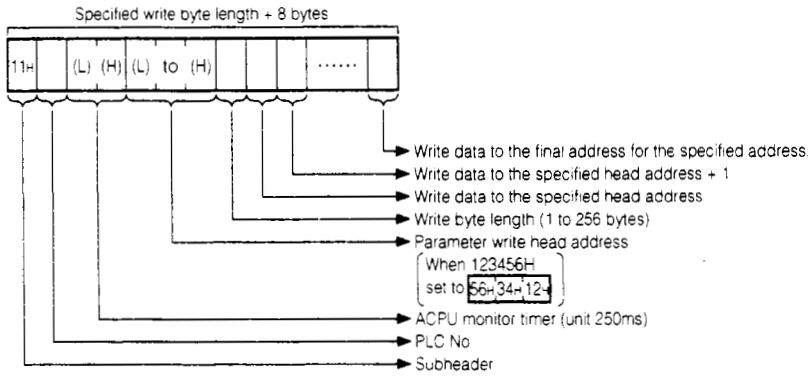 Specified write byte length + 8 bytes
11H (L) (H) (L) to (H) ······
Write data to the final address for the specified address.
Write data to the specified head address + 1
Write data to the specified head address
Write byte length (1 to 256 bytes)
Parameter write head address
When 123456H
set to 56H 34H 12H
ACPU monitor timer (unit 250ms)
PLC No
Subheader